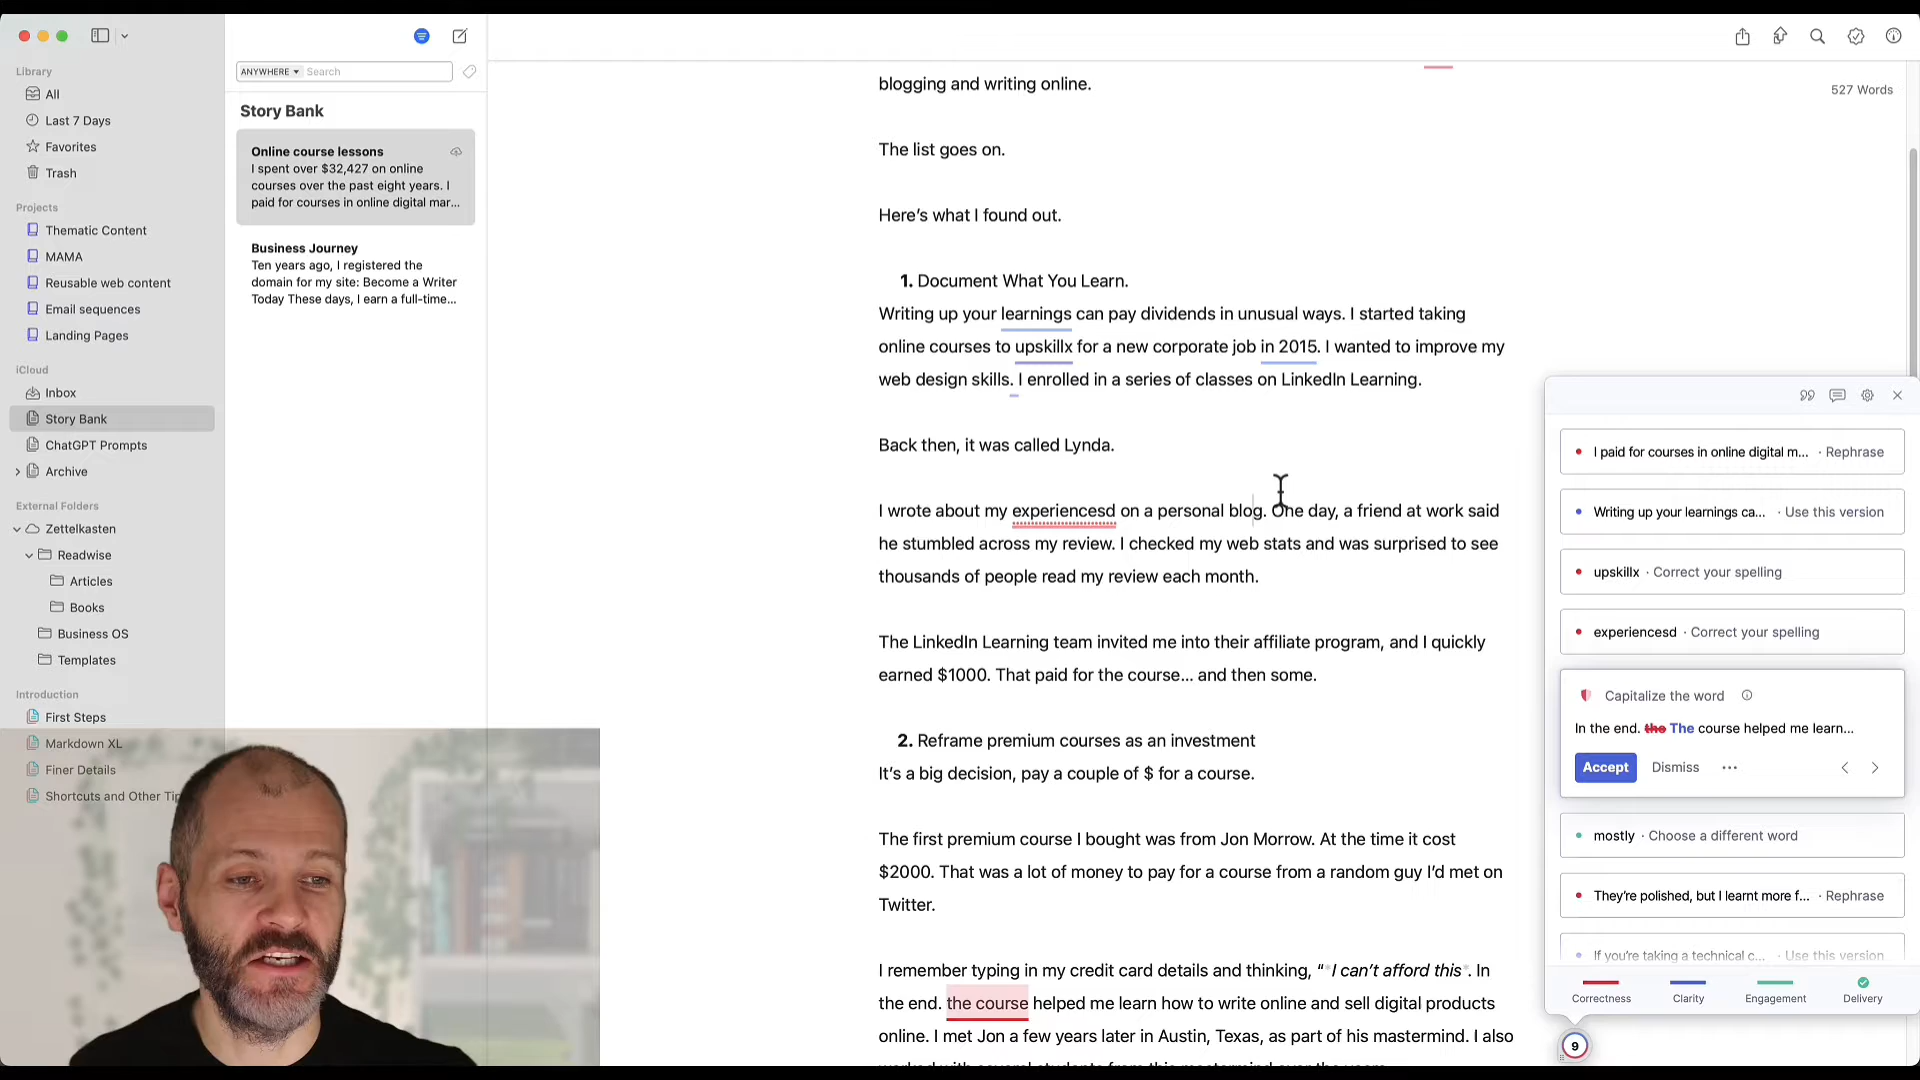 Library
All
Last 7 Days
Favorites
Trash
Projects
Thematic Content
MAMA
Reusable web content
Email sequences
Landing Pages
iCloud
Inbox
Story Bank
ChatGPT Prompts
Archive
External Folders
Zettelkasten
Readwise
Articles
Books
Business OS
Templates
Introduction
First Steps
Markdown XL
Finer Details
Shortcuts and Other Tip
ANYWHERE Search
Story Bank
Online course lessons
I spent over $32,427 on online
courses over the past eight years. I
paid for courses in online digital mar...
Business Journey
Ten years ago, I registered the
domain for my site: Become a Writer
Today These days, I earn a full-time...
527 Words
blogging and writing online.
The list goes on.
Here's what I found out.
1. Document What You Learn.
Writing up your learnings can pay dividends in unusual ways. I started taking
online courses to upskillx for a new corporate job in 2015. I wanted to improve my
web design skills. I enrolled in a series of classes on LinkedIn Learning.
Back then, it was called Lynda.
I wrote about my experiencesd on a personal blog. One day, a friend at work said
he stumbled across my review. I checked my web stats and was surprised to see
thousands of people read my review each month.
The LinkedIn Learning team invited me into their affiliate program, and I quickly
earned $1000. That paid for the course... and then some.
2. Reframe premium courses as an investment
It's a big decision, pay a couple of $ for a course.
The first premium course I bought was from Jon Morrow. At the time it cost
$2000. That was a lot of money to pay for a course from a random guy I'd met on
Twitter.
I remember typing in my credit card details and thinking, "*I can't afford this*. In
the end. the course helped me learn how to write online and sell digital products
online. I met Jon a few years later in Austin, Texas, as part of his mastermind. I also
I paid for courses in online digital m... · Rephrase
Writing up your learnings ca... · Use this version
upskillx · Correct your spelling
experiencesd · Correct your spelling
Capitalize the word
In the end. the The course helped me learn...
Accept Dismiss
mostly · Choose a different word
They're polished, but I learnt more f... · Rephrase
If you're taking a technical c... · Use this version
Correctness Clarity Engagement Delivery
9